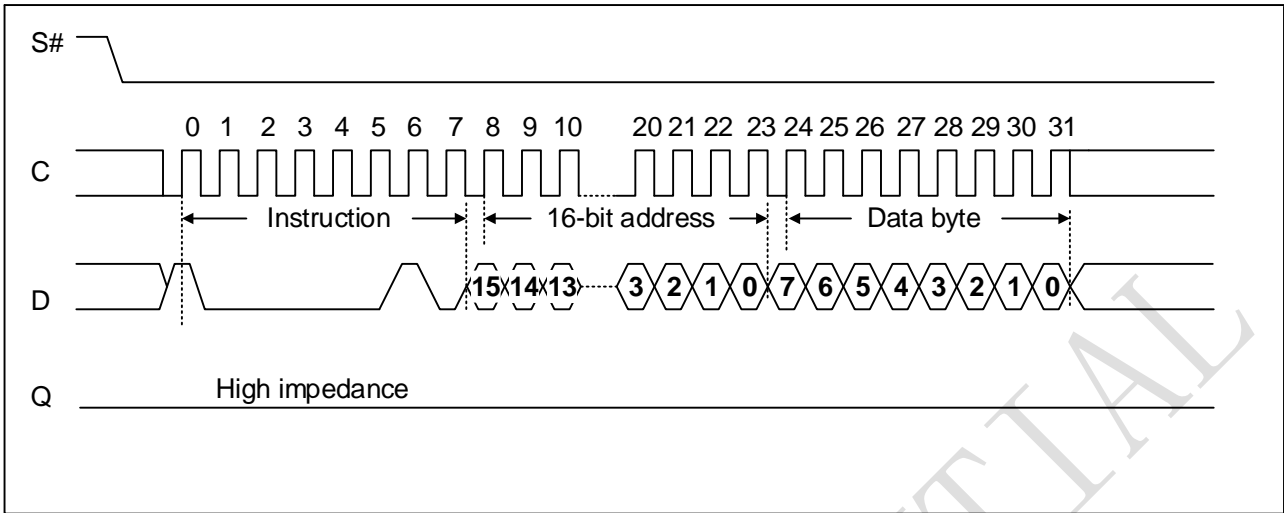 S#
0 1 2 3 4 5 6 7 8 9 10 20 21 22 23 24 25 26 27 28 29 30 31
C
Instruction 16-bit address Data byte
D 15 14 13 3 2 1 0 7 6 5 4 3 2 1 0
High impedance
Q
TIAL